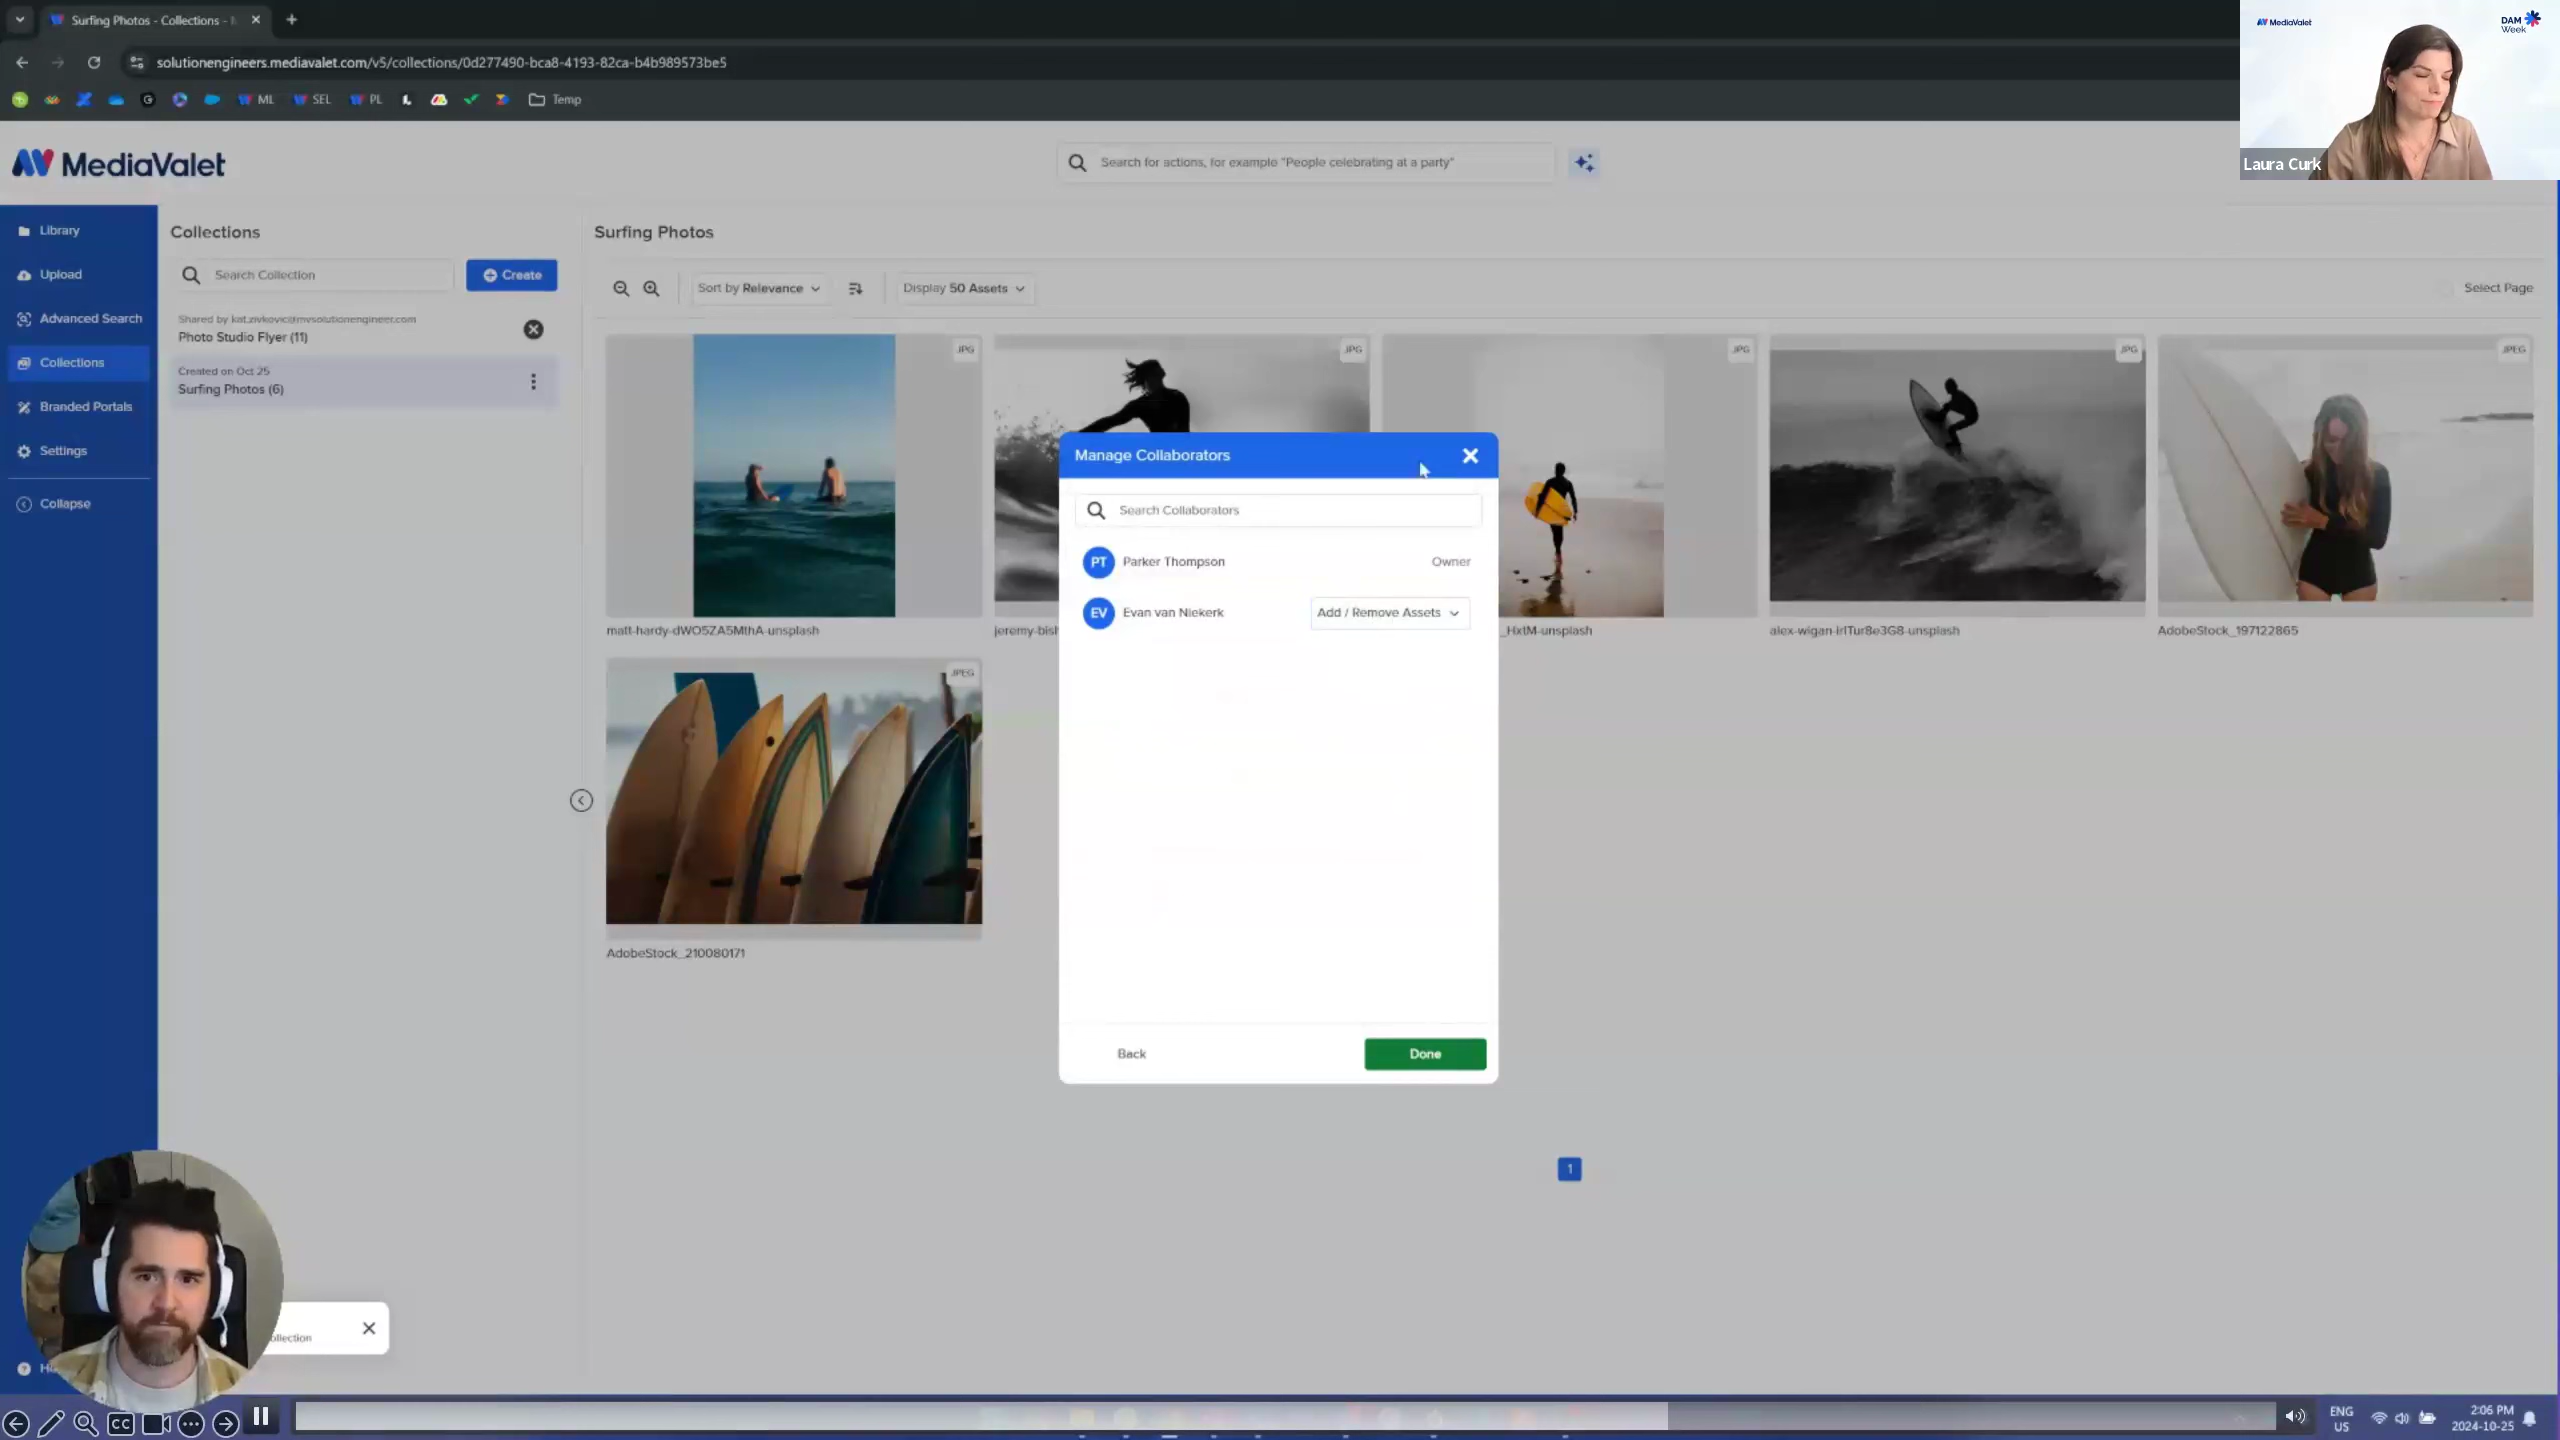 Surfing Photos - Collections -
solutionengineers.mediavalet.com/v5/collections/0d277490-bca8-4193-82ca-b4b989573be5
ML
SEL
PL
Temp
MediaValet
DAM
Week
Laura Curk
MediaValet
Search for actions, for example "People celebrating at a party"
Library
Upload
Advanced Search
Collections
Branded Portals
Settings
Collapse
Collections
Search Collection
Create
Shared by kat.zivkovic@mvsolutionengineer.com
Photo Studio Flyer (11)
Created on Oct 25
Surfing Photos (6)
Surfing Photos
Sort by Relevance
Display 50 Assets
Select Page
JPG
JPG
JPG
JPG
JPEG
matt-hardy-dWO5ZA5MthA-unsplash
jeremy-bis
_HxtM-unsplash
alex-wigan-IrITur8e3G8-unsplash
AdobeStock_197122865
JPEG
AdobeStock_210080171
Manage Collaborators
Search Collaborators
PT Parker Thompson Owner
EV Evan van Niekerk Add / Remove Assets
Back
Done
1
ollection
CC
ENG
US
2:06 PM
2024-10-25